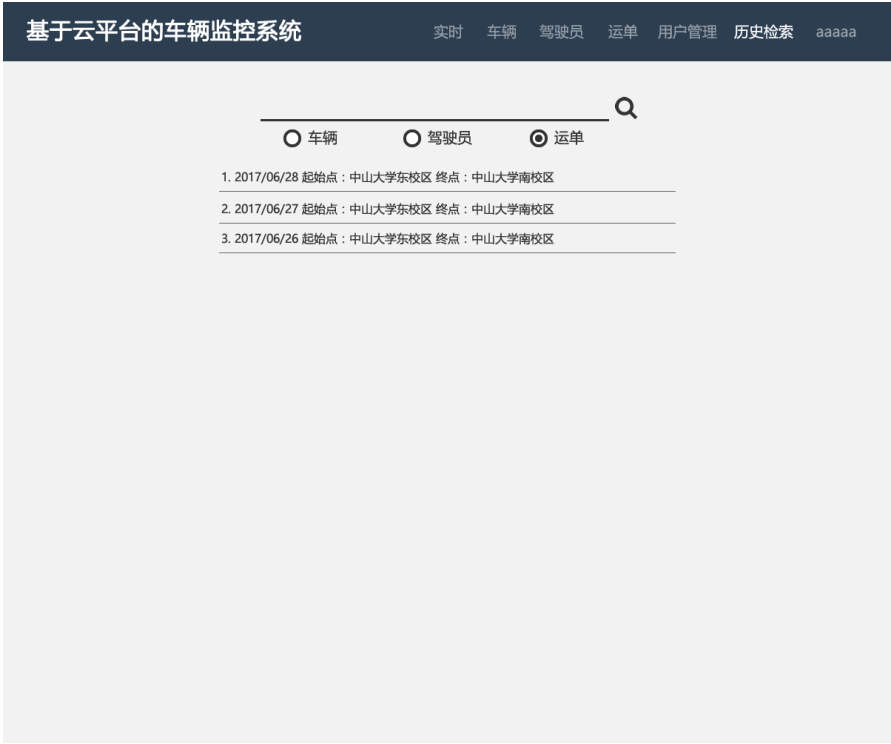 基于云平台的车辆监控系统 实时 车辆 驾驶员 运单 用户管理 历史检索 aaaaa
车辆 驾驶员 运单
1. 2017/06/28 起始点：中山大学东校区 终点：中山大学南校区
2. 2017/06/27 起始点：中山大学东校区 终点：中山大学南校区
3. 2017/06/26 起始点：中山大学东校区 终点：中山大学南校区